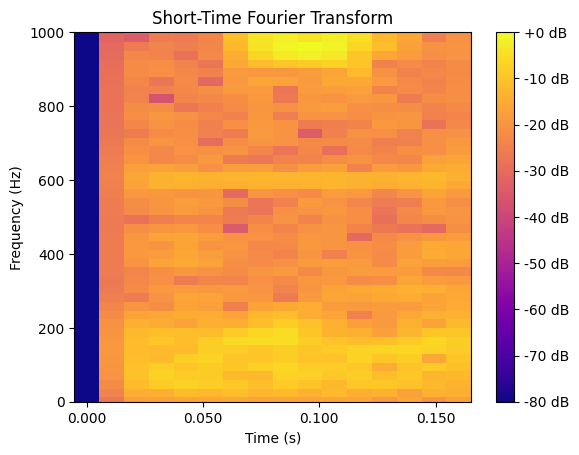 Short-Time Fourier Transform
1000
800
600
400
200
0
Frequency (Hz)
0.000
0.050
0.100
0.150
Time (s)
+0 dB
-10 dB
-20 dB
-30 dB
-40 dB
-50 dB
-60 dB
-70 dB
-80 dB